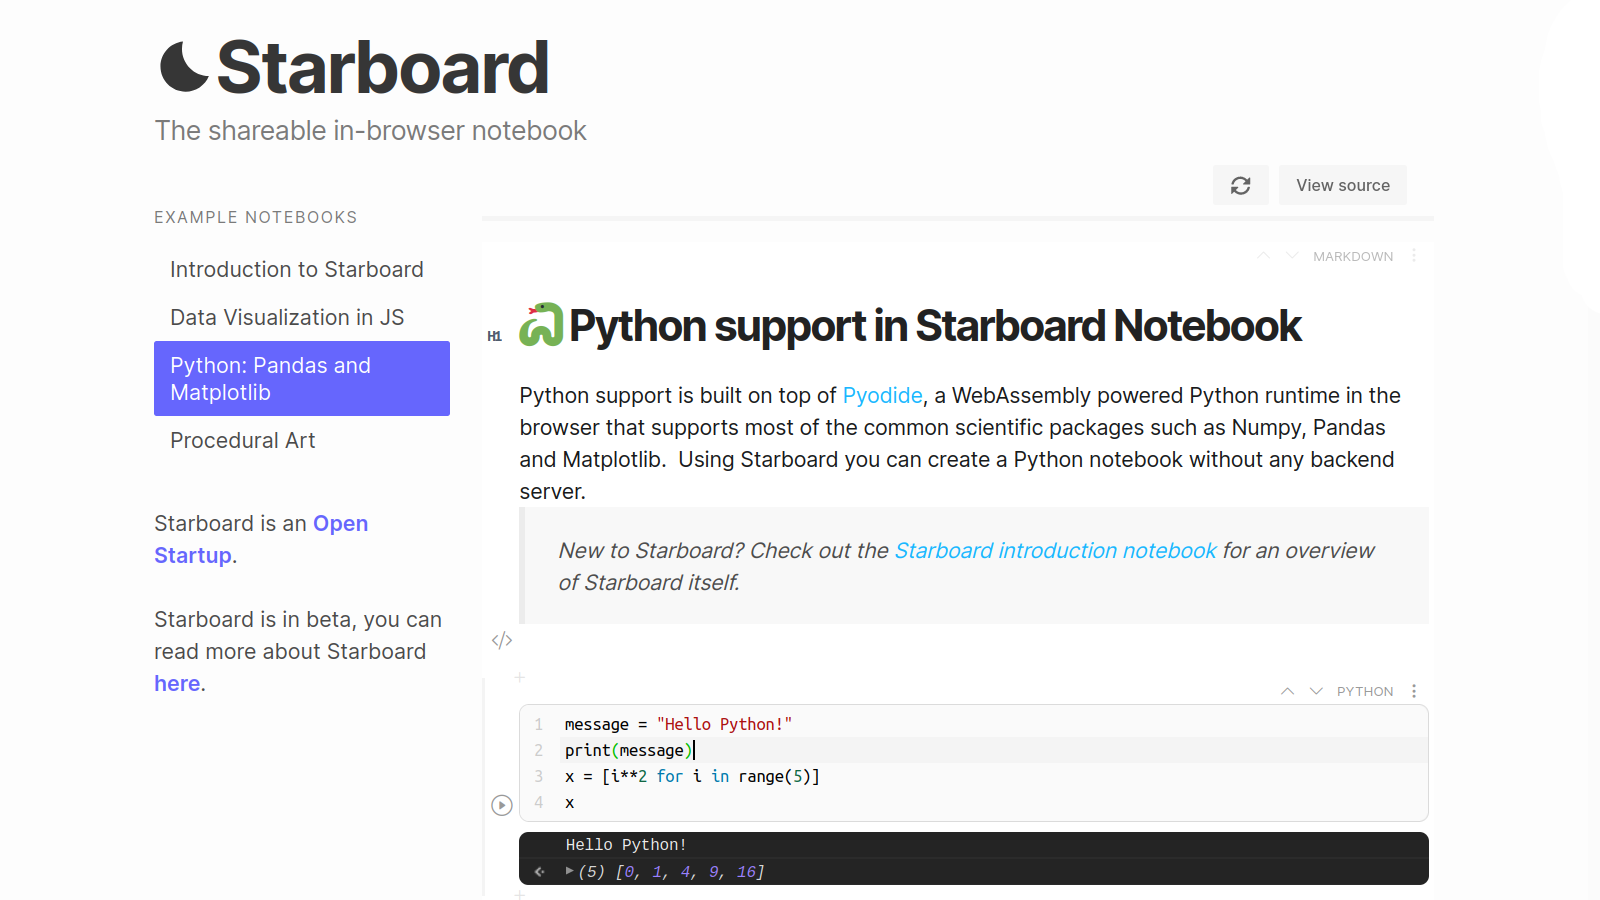 Starboard
The shareable in-browser notebook
View source
EXAMPLE NOTEBOOKS
Introduction to Starboard
Data Visualization in JS
Python: Pandas and
Matplotlib
Procedural Art
Starboard is an Open
Startup.
Starboard is in beta, you can
read more about Starboard
here.
MARKDOWN
H1
Python support in Starboard Notebook
Python support is built on top of Pyodide, a WebAssembly powered Python runtime in the
browser that supports most of the common scientific packages such as Numpy, Pandas
and Matplotlib.  Using Starboard you can create a Python notebook without any backend
server.
New to Starboard? Check out the Starboard introduction notebook for an overview
of Starboard itself.
PYTHON
1 message = "Hello Python!"
2 print(message)
3 x = [i**2 for i in range(5)]
4 x
Hello Python!
(5) [0, 1, 4, 9, 16]